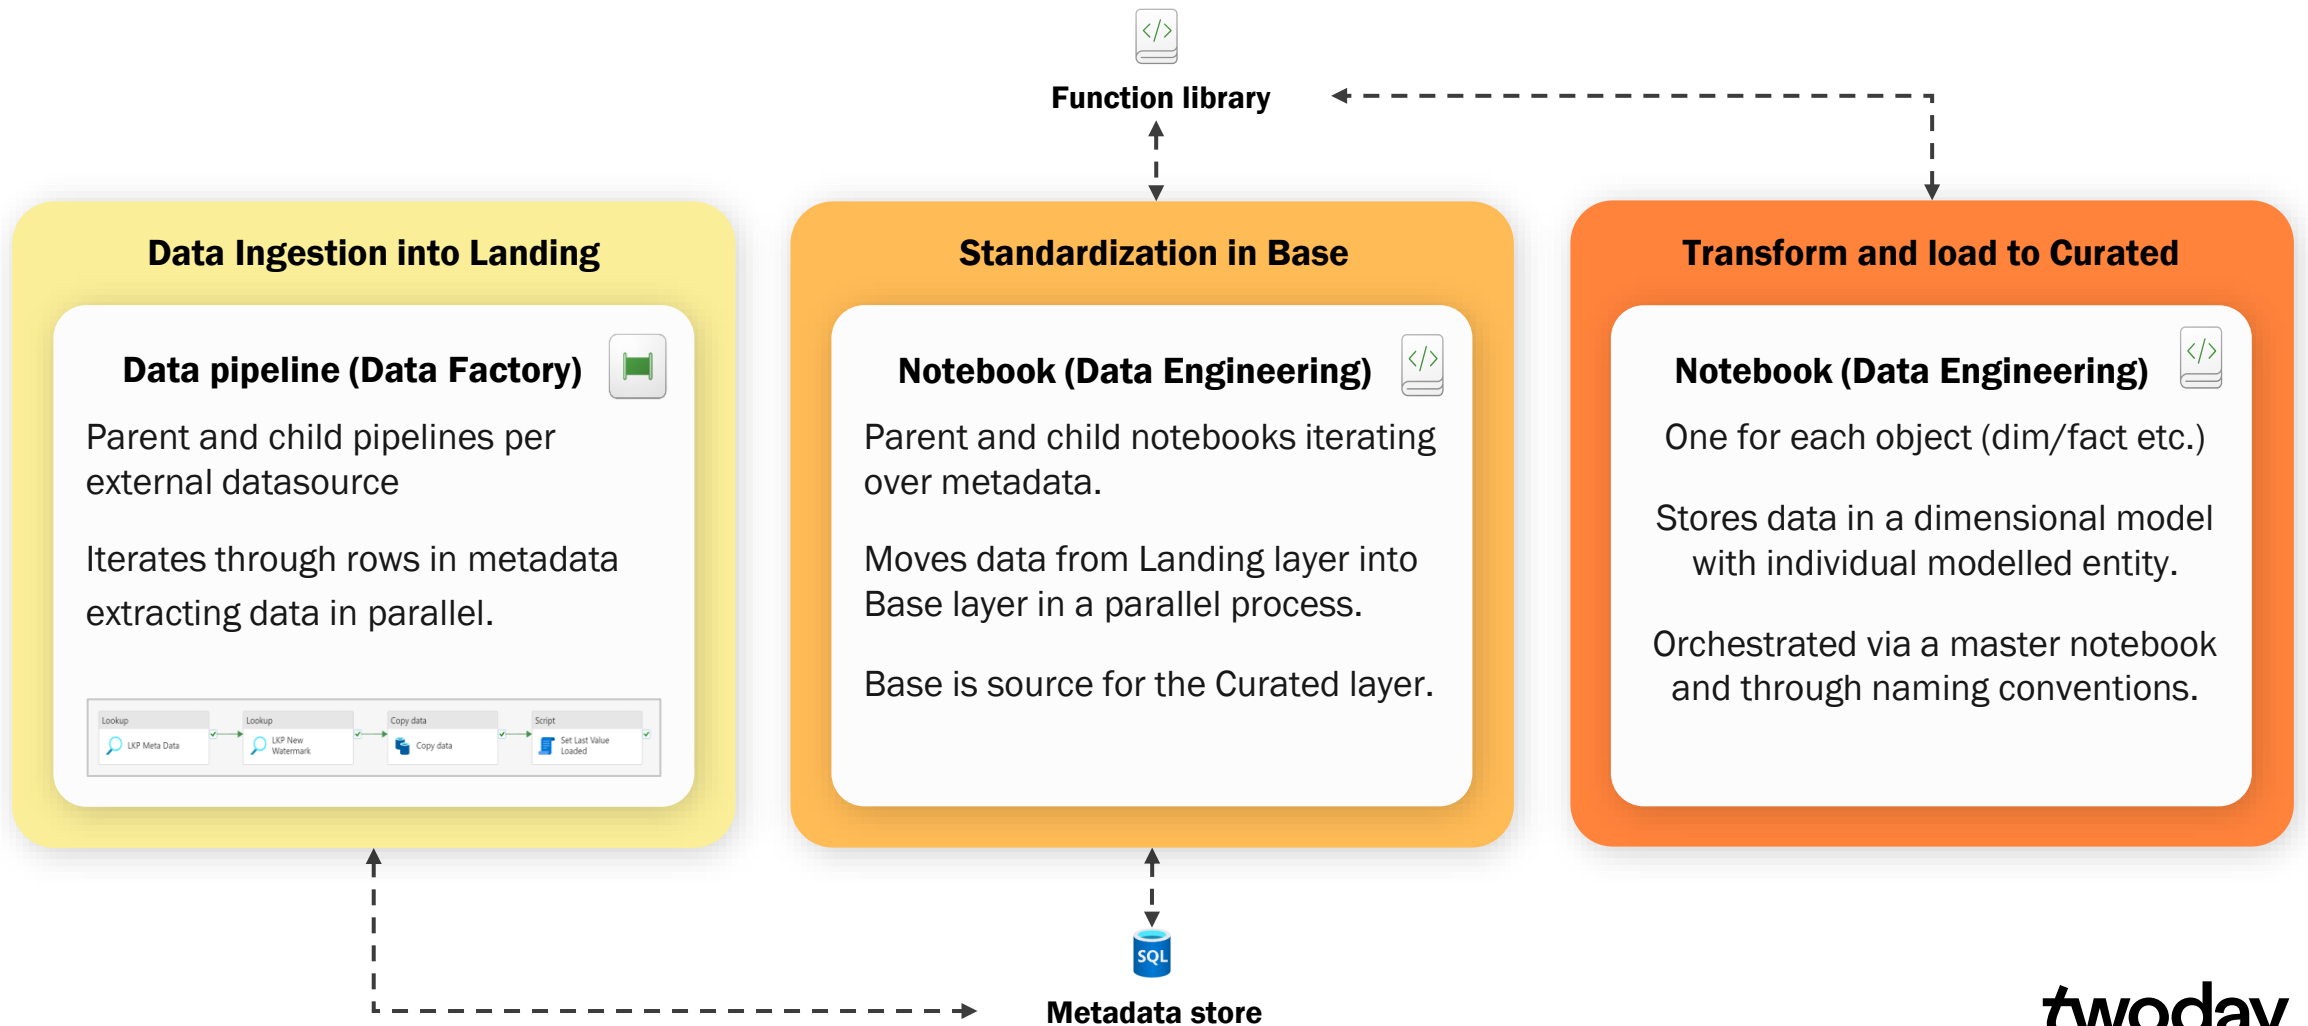 </>
Function library
Data Ingestion into Landing
Data pipeline (Data Factory)
Parent and child pipelines per
external datasource
Iterates through rows in metadata
extracting data in parallel.
Lookup
LKP Meta Data
Lookup
LKP New
Watermark
Copy data
Copy data
Script
Set Last Value
Loaded
Standardization in Base
Notebook (Data Engineering)
</>
Parent and child notebooks iterating
over metadata.
Moves data from Landing layer into
Base layer in a parallel process.
Base is source for the Curated layer.
Transform and load to Curated
Notebook (Data Engineering)
</>
One for each object (dim/fact etc.)
Stores data in a dimensional model
with individual modelled entity.
Orchestrated via a master notebook
and through naming conventions.
SQL
Metadata store
twoday